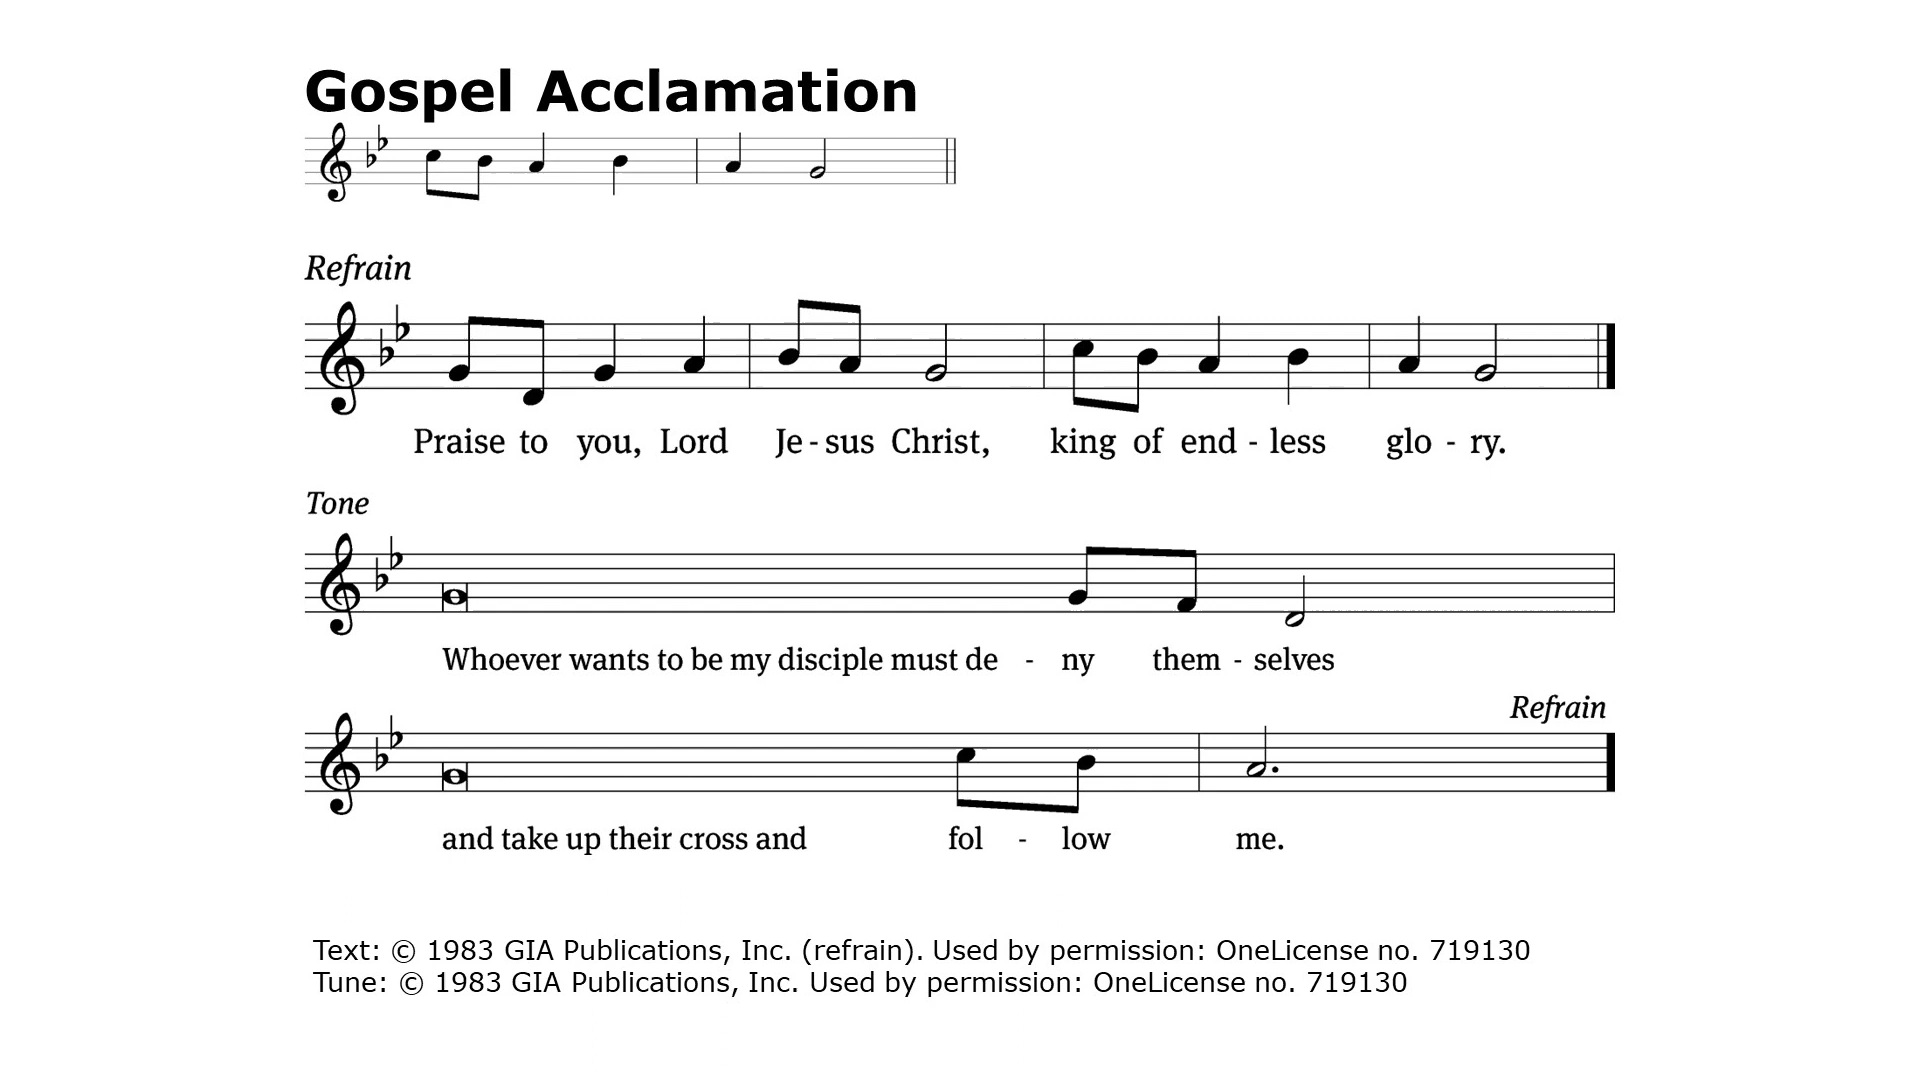 Gospel Acclamation
Refrain
Praise to you, Lord Je - sus Christ, king of end - less glo - ry.
Tone
Whoever wants to be my disciple must de - ny them - selves
Refrain
and take up their cross and fol - low me.
Text: © 1983 GIA Publications, Inc. (refrain). Used by permission: OneLicense no. 719130
Tune: © 1983 GIA Publications, Inc. Used by permission: OneLicense no. 719130